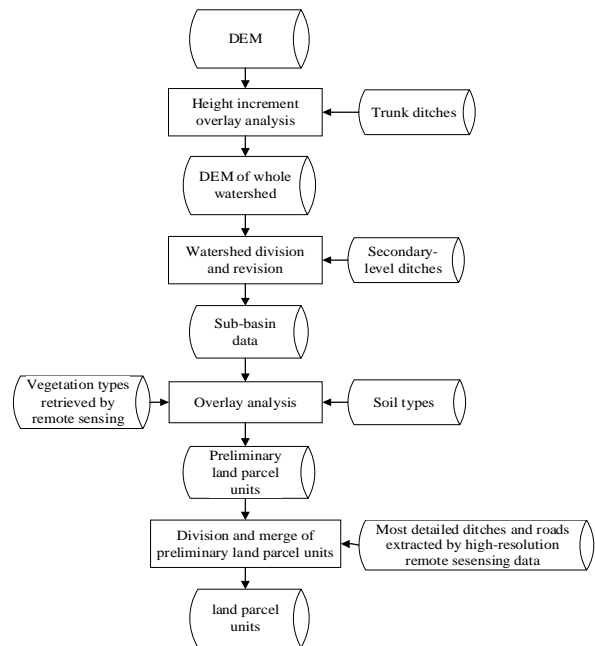 DEM
Height increment
overlay analysis
Trunk ditches
DEM of whole
watershed
Watershed division
and revision
Secondary-
level ditches
Sub-basin
data
Vegetation types
retrieved by
remote sensing
Overlay analysis
Soil types
Preliminary
land parcel
units
Division and merge of
preliminary land parcel units
Most detailed ditches and roads
extracted by high-resolution
remote sesensing data
land parcel
units